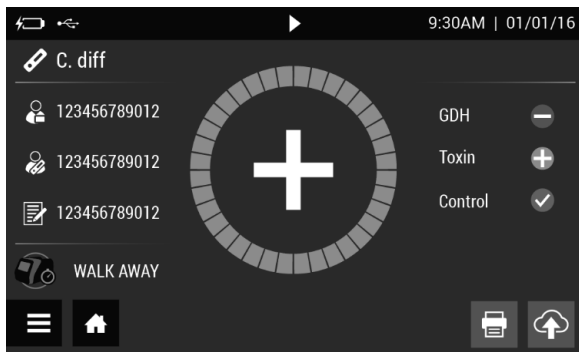 9:30AM | 01/01/16
C. diff
123456789012
123456789012
123456789012
WALK AWAY
GDH
Toxin
Control